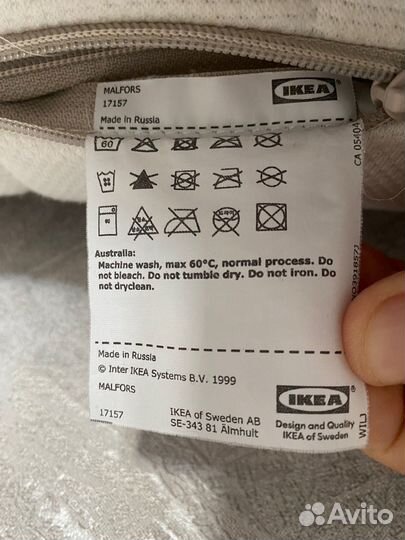 MALFORS
17157
Made in Russia
IKEA
CA 05404
60
Australia:
Machine wash, max 60°C, normal process. Do
not bleach. Do not tumble dry. Do not iron. Do
not dryclean.
Made in Russia
© Inter IKEA Systems B.V. 1999
MALFORS
17157
IKEA of Sweden AB
SE-343 81 Älmhult
IKEA
Design and Quality
IKEA of Sweden
Avito